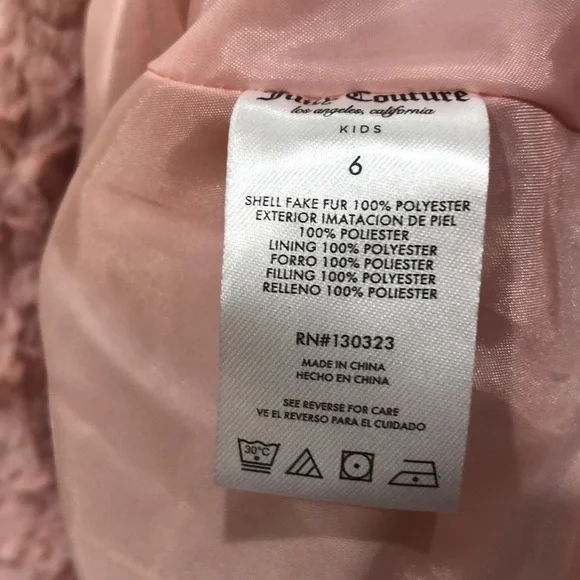 Juicy Couture
los angeles, california
KIDS
6
SHELL FAKE FUR 100% POLYESTER
EXTERIOR IMATACION DE PIEL
100% POLIESTER
LINING 100% POLYESTER
FORRO 100% POLIESTER
FILLING 100% POLYESTER
RELLENO 100% POLIESTER
RN#130323
MADE IN CHINA
HECHO EN CHINA
SEE REVERSE FOR CARE
VE EL REVERSO PARA EL CUIDADO
30°C